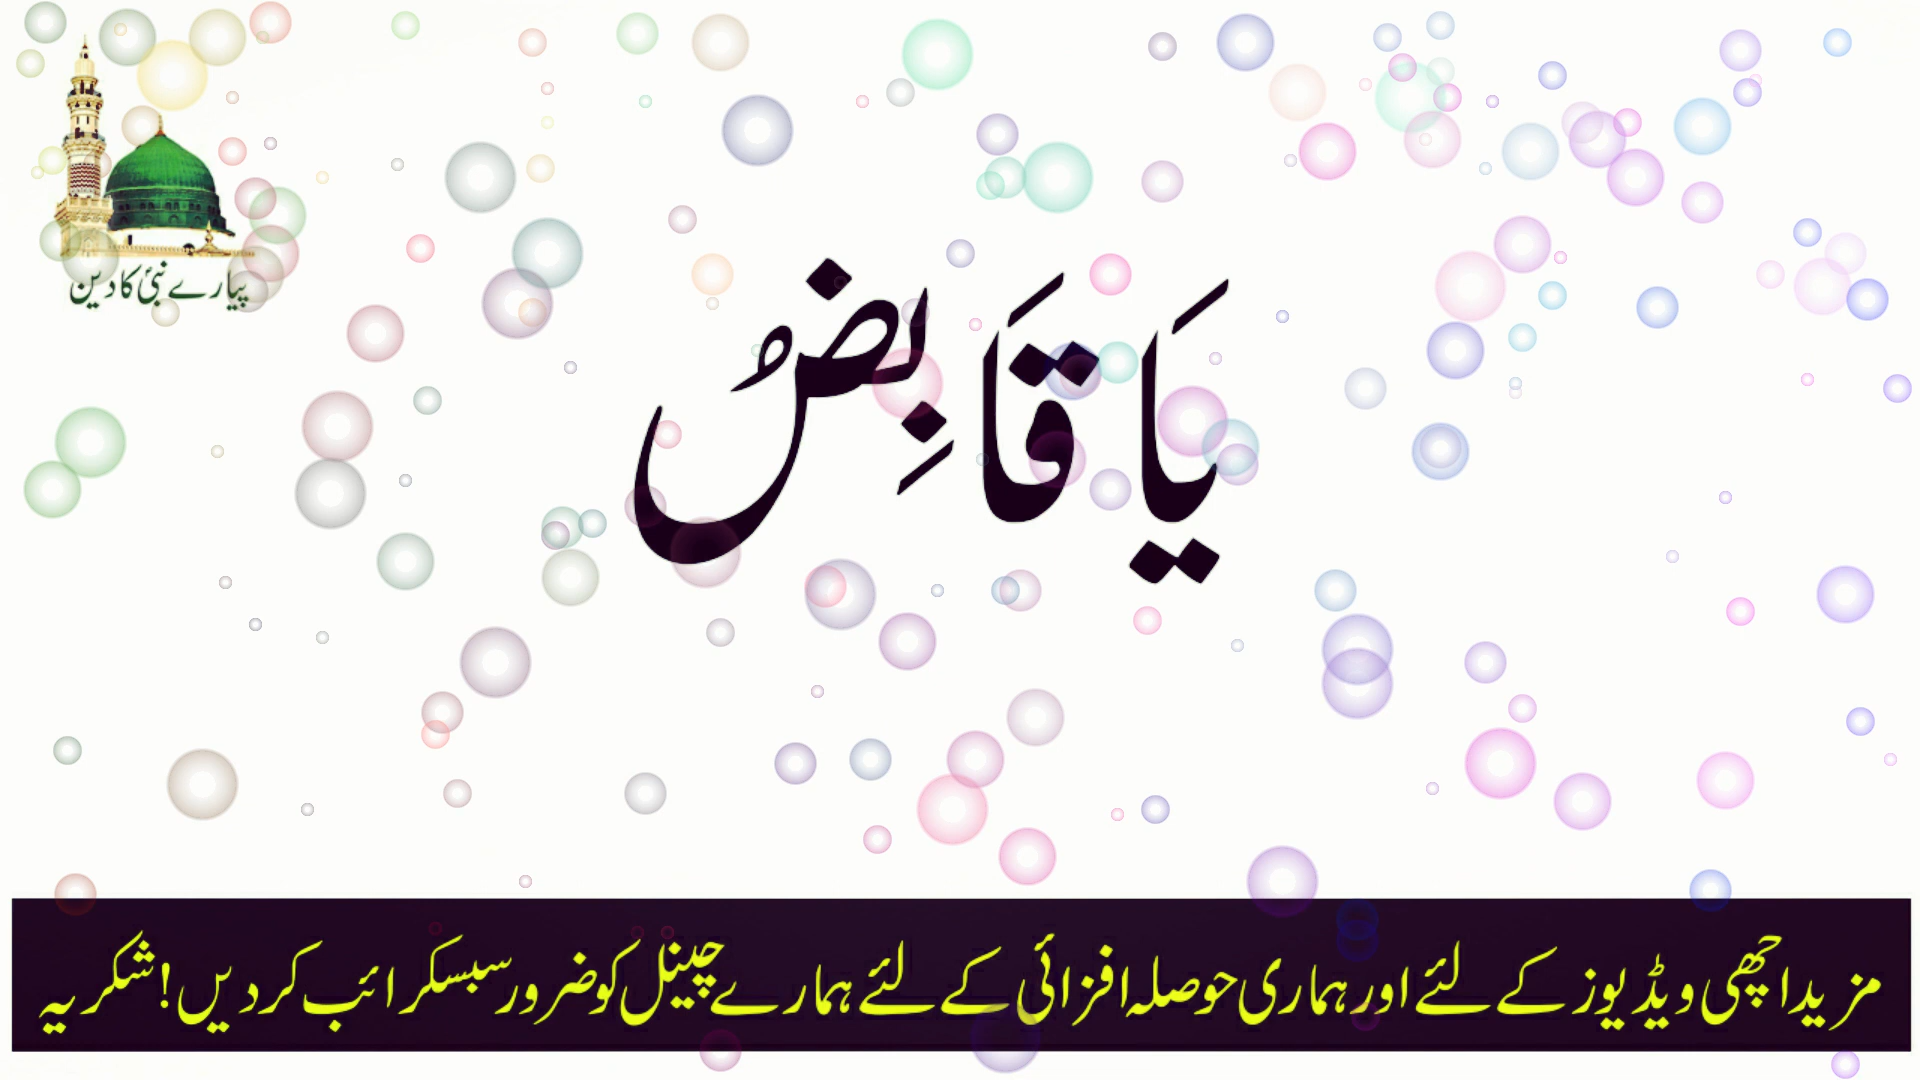 پیارے نبیؐ کا دین
یَا قَابِضُ
مزید اچھی ویڈیوز کے لئے اور ہماری حوصلہ افزائی کے لئے ہمارے چینل کو ضرور سبسکرائب کر دیں! شکریہ